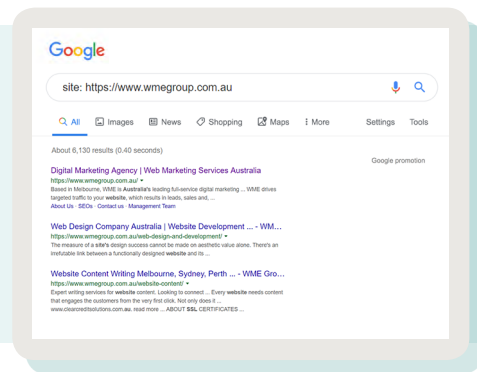 Google
site: https://www.wmegroup.com.au
All Images News Shopping Maps More Settings Tools
About 6,130 results (0.40 seconds)
Google promotion
Digital Marketing Agency | Web Marketing Services Australia
https://www.wmegroup.com.au/
Based in Melbourne, WME is Australia's leading full-service digital marketing ... WME drives
targeted traffic to your website, which results in leads, sales and, ...
About Us · SEOs · Contact us · Management Team
Web Design Company Australia | Website Development ... - WM...
https://www.wmegroup.com.au/web-design-and-development/
The measure of a site's design success cannot be made on aesthetic value alone. There's an
irrefutable link between a functionally designed website and its ...
Website Content Writing Melbourne, Sydney, Perth ... - WME Gro...
https://www.wmegroup.com.au/website-content/
Expert writing services for website content. Looking to connect ... Every website needs content
that engages the customers from the very first click. Not only does it ...
www.clearcreditsolutions.com.au. read more ... ABOUT SSL CERTIFICATES ...